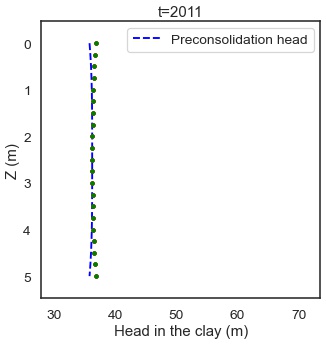 t=2011
Preconsolidation head
0
1
2
3
4
5
Z (m)
30 40 50 60 70
Head in the clay (m)